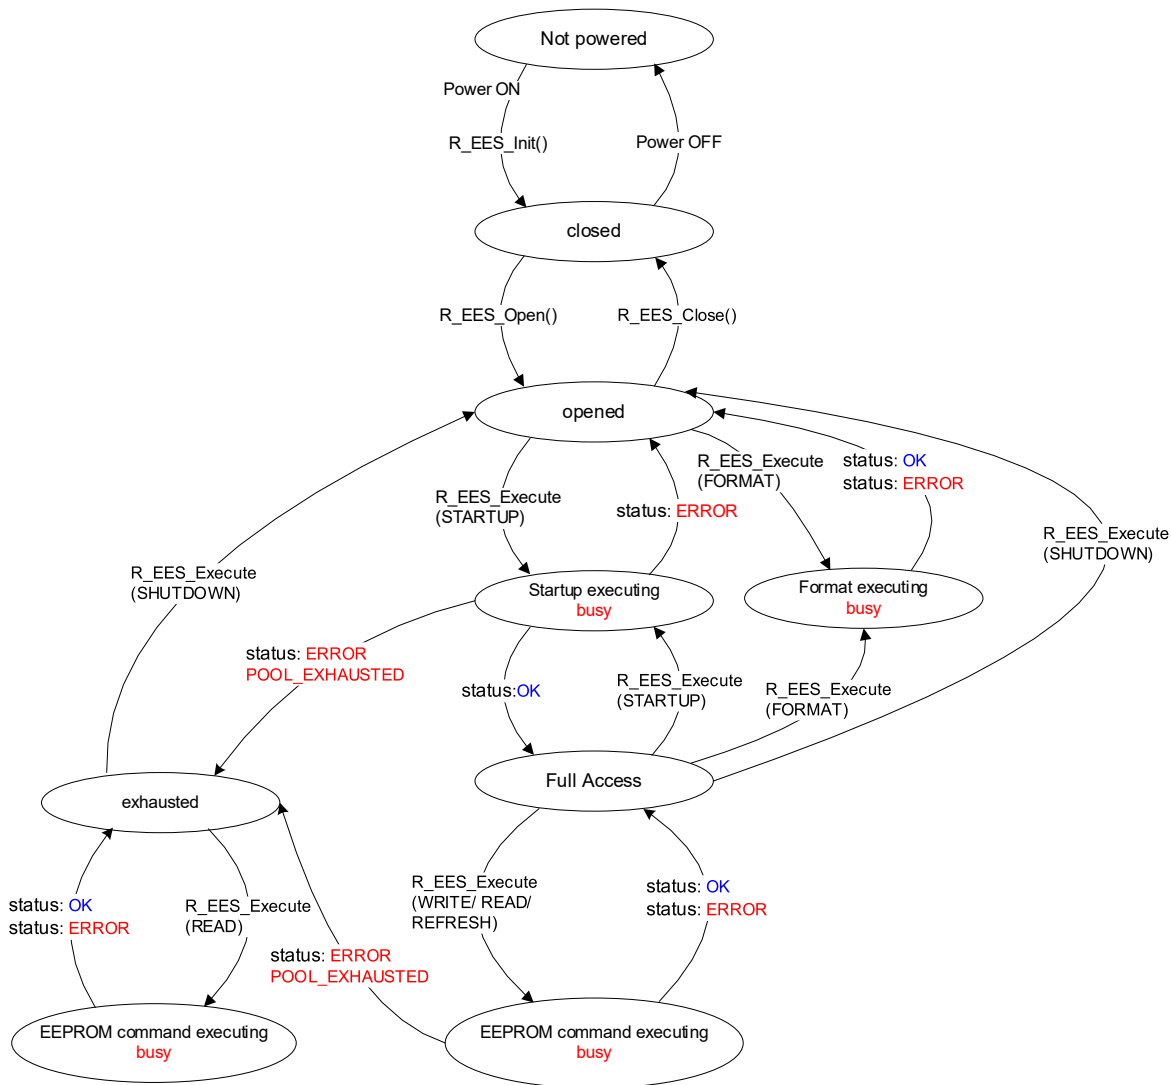 Not powered
Power ON
R_EES_Init()
Power OFF
closed
R_EES_Open()
R_EES_Close()
opened
R_EES_Execute
(STARTUP)
status: ERROR
R_EES_Execute
(FORMAT)
status: OK
status: ERROR
R_EES_Execute
(SHUTDOWN)
R_EES_Execute
(SHUTDOWN)
Startup executing
busy
Format executing
busy
status: ERROR
POOL_EXHAUSTED
status:OK
R_EES_Execute
(STARTUP)
R_EES_Execute
(FORMAT)
Full Access
exhausted
status: OK
status: ERROR
R_EES_Execute
(READ)
status: ERROR
POOL_EXHAUSTED
R_EES_Execute
(WRITE/ READ/
REFRESH)
status: OK
status: ERROR
EEPROM command executing
busy
EEPROM command executing
busy